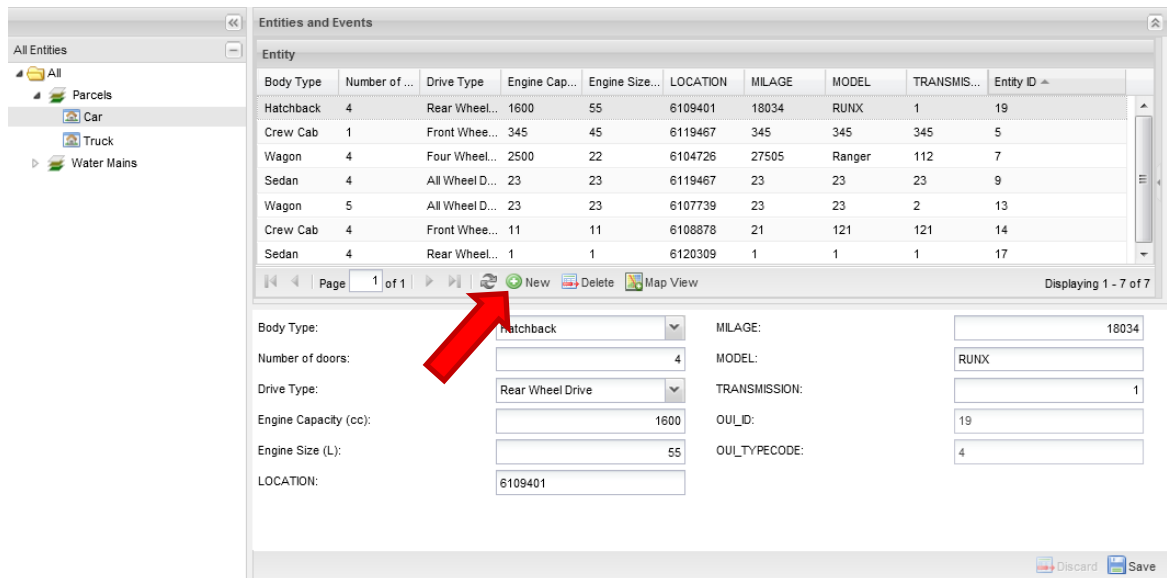 Entities and Events
All Entities
Entity
All
Parcels
Car
Truck
Water Mains
Body Type Number of ... Drive Type Engine Cap... Engine Size... LOCATION MILAGE MODEL TRANSMIS... Entity ID
Hatchback 4 Rear Wheel... 1600 55 6109401 18034 RUNX 1 19
Crew Cab 1 Front Whee... 345 45 6119467 345 345 345 5
Wagon 4 Four Wheel... 2500 22 6104726 27505 Ranger 112 7
Sedan 4 All Wheel D... 23 23 6119467 23 23 23 9
Wagon 5 All Wheel D... 23 23 6107739 23 23 2 13
Crew Cab 4 Front Whee... 11 11 6108878 21 121 121 14
Sedan 4 Rear Wheel... 1 1 6120309 1 1 1 17
Page 1 of 1 New Delete Map View Displaying 1 - 7 of 7
Body Type: Hatchback MILAGE: 18034
Number of doors: 4 MODEL: RUNX
Drive Type: Rear Wheel Drive TRANSMISSION: 1
Engine Capacity (cc): 1600 OUI_ID: 19
Engine Size (L): 55 OUI_TYPECODE: 4
LOCATION: 6109401
Discard Save